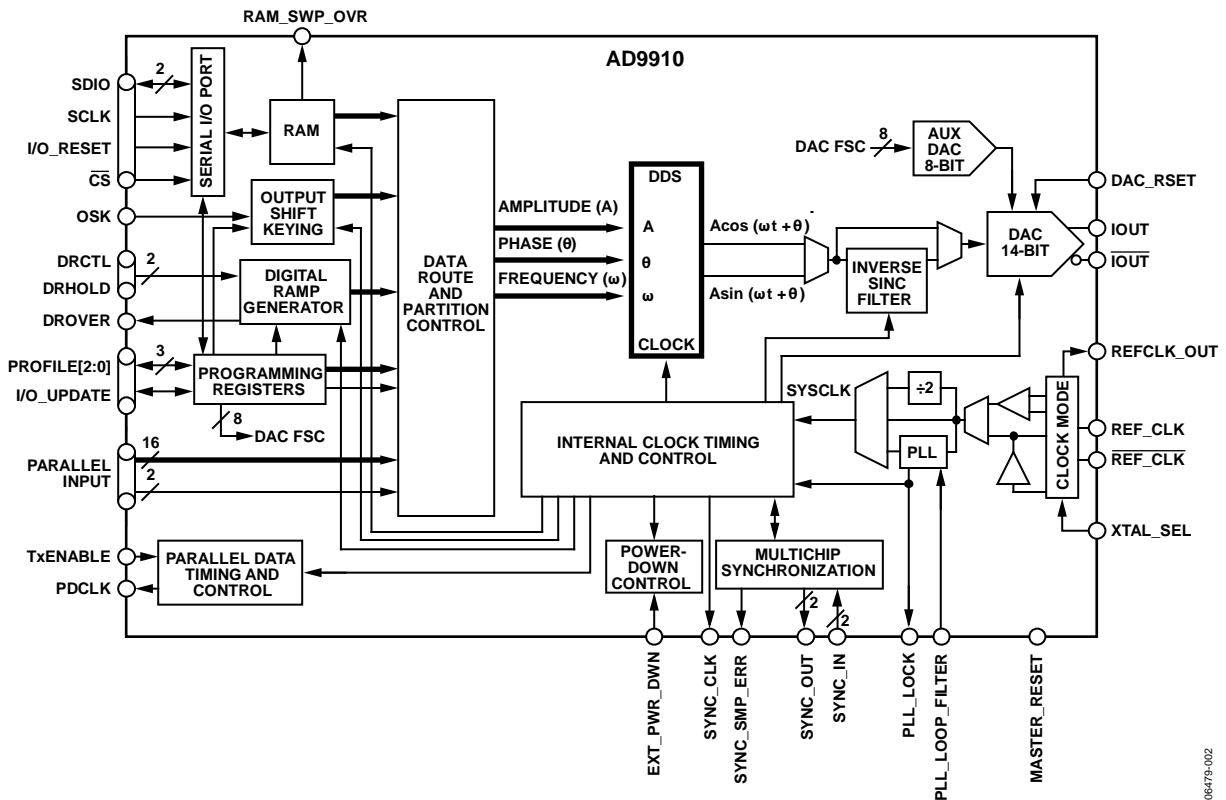 RAM_SWP_OVR
AD9910
SDIO
2
SCLK
I/O_RESET
CS
SERIAL I/O PORT
RAM
OSK
OUTPUT
SHIFT
KEYING
DRCTL
DRHOLD
2
DROVER
DIGITAL
RAMP
GENERATOR
PROFILE[2:0]
3
I/O_UPDATE
PROGRAMMING
REGISTERS
8
DAC FSC
PARALLEL
INPUT
16
2
TxENABLE
PDCLK
PARALLEL DATA
TIMING AND
CONTROL
DATA
ROUTE
AND
PARTITION
CONTROL
AMPLITUDE (A)
PHASE (θ)
FREQUENCY (ω)
DDS
A
θ
ω
CLOCK
Acos (ωt + θ)
Asin (ωt + θ)
INVERSE
SINC
FILTER
DAC FSC
8
AUX
DAC
8-BIT
DAC
14-BIT
DAC_RSET
IOUT
IOUT
REFCLK_OUT
CLOCK MODE
REF_CLK
REF_CLK
XTAL_SEL
SYSCLK
÷2
PLL
INTERNAL CLOCK TIMING
AND CONTROL
POWER-
DOWN
CONTROL
MULTICHIP
SYNCHRONIZATION
2
2
EXT_PWR_DWN
SYNC_CLK
SYNC_SMP_ERR
SYNC_OUT
SYNC_IN
PLL_LOCK
PLL_LOOP_FILTER
MASTER_RESET
06479-002